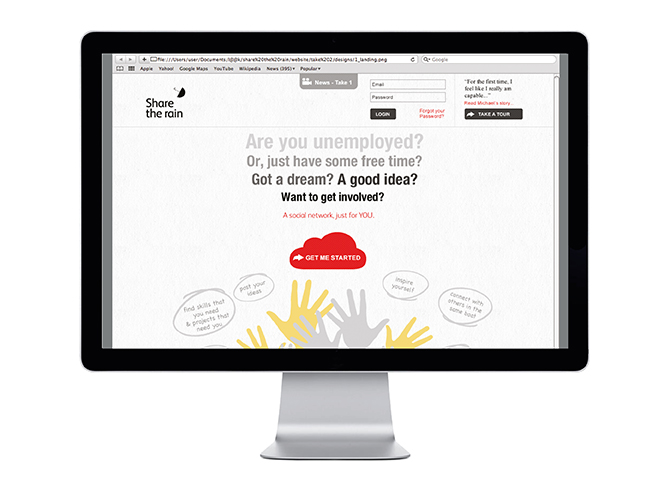 file:///Users/user/Documents/I@@k/share%20the%20rain/website/take%202/designs/1_landing.png
Google
Apple Yahoo! Google Maps YouTube Wikipedia News (395) Popular
News - Take 1
Share
the rain
Email
Password
LOGIN
Forgot your
Password?
"For the first time, I
feel like I really am
capable..."
Read Michael's story...
TAKE A TOUR
Are you unemployed?
Or, just have some free time?
Got a dream? A good idea?
Want to get involved?
A social network, just for YOU.
GET ME STARTED
find skills that
you need
& projects that
need you
post your
ideas
inspire
yourself
connect with
others in the
same boat